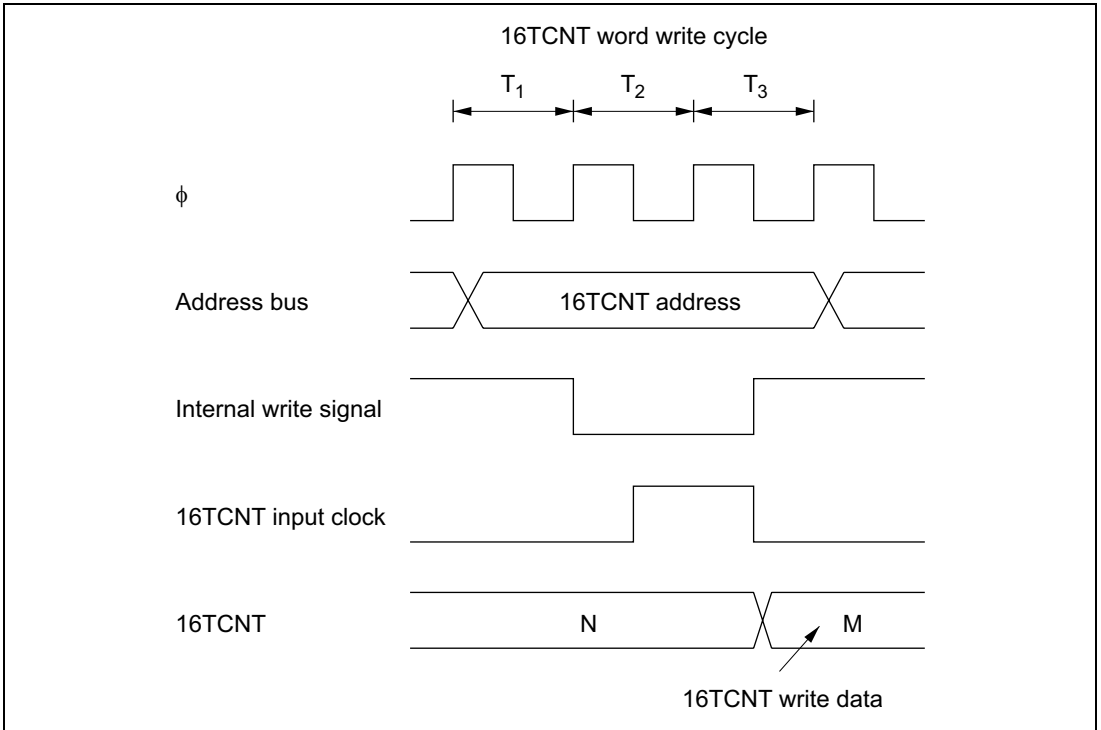 16TCNT word write cycle
T1 T2 T3
φ
Address bus 16TCNT address
Internal write signal
16TCNT input clock
16TCNT N M
16TCNT write data